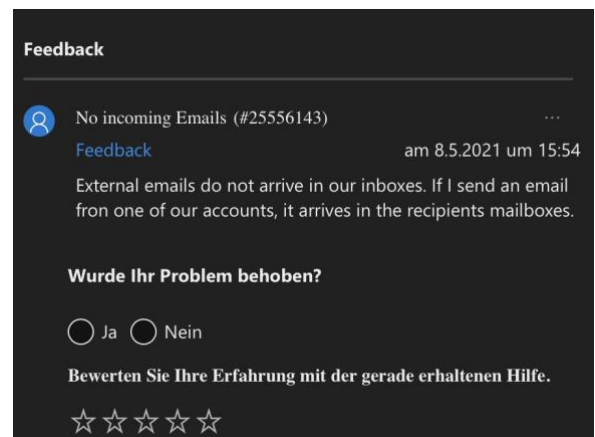 Feedback
No incoming Emails (#25556143)
...
Feedback
am 8.5.2021 um 15:54
External emails do not arrive in our inboxes. If I send an email
fron one of our accounts, it arrives in the recipients mailboxes.
Wurde Ihr Problem behoben?
Ja Nein
Bewerten Sie Ihre Erfahrung mit der gerade erhaltenen Hilfe.